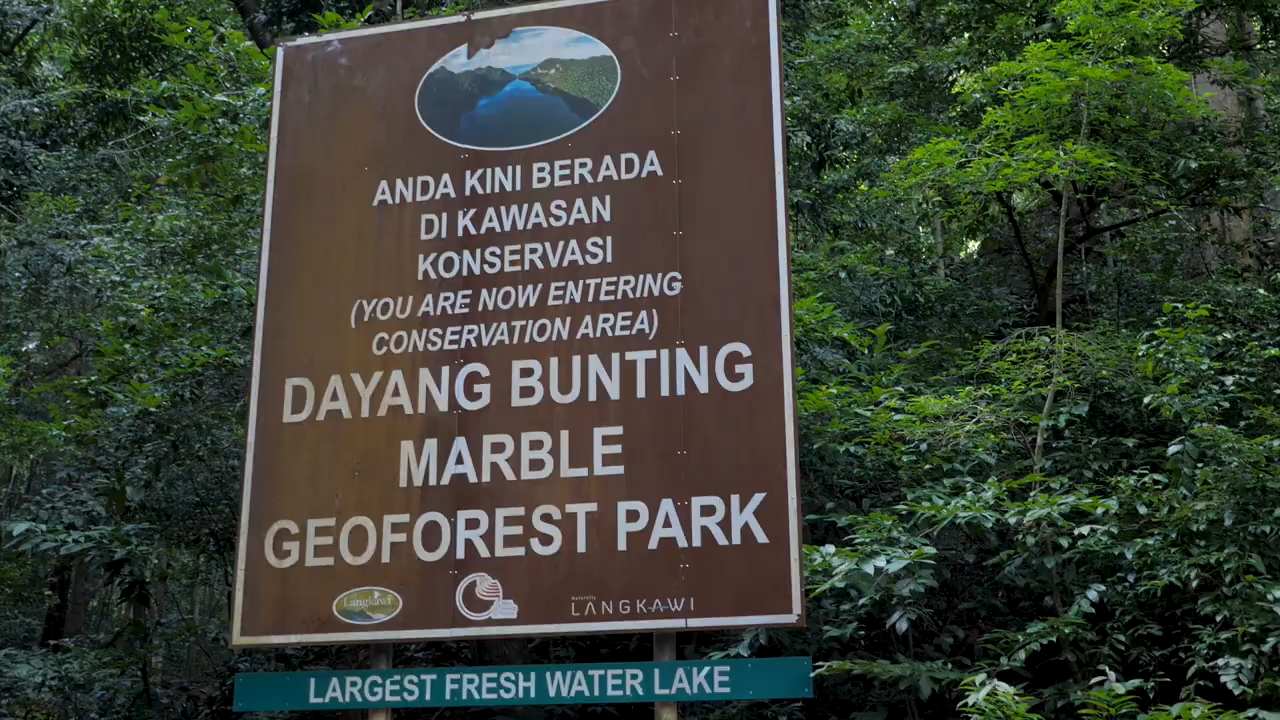 ANDA KINI BERADA
DI KAWASAN
KONSERVASI
(YOU ARE NOW ENTERING
CONSERVATION AREA)
DAYANG BUNTING
MARBLE
GEOFOREST PARK
Langkawi
Naturally
LANGKAWI
LARGEST FRESH WATER LAKE